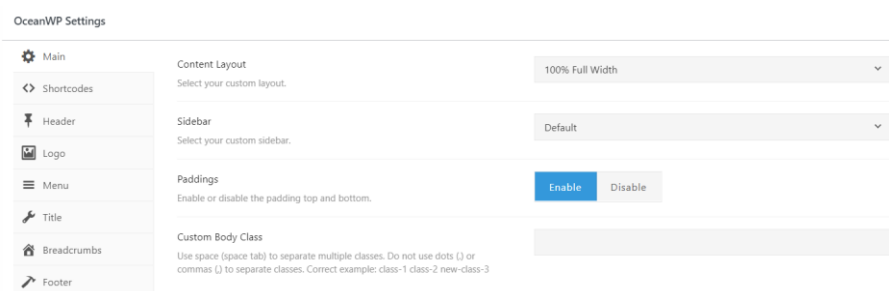 OceanWP Settings
Main
Shortcodes
Header
Logo
Menu
Title
Breadcrumbs
Footer
Content Layout
Select your custom layout.
100% Full Width
Sidebar
Select your custom sidebar.
Default
Paddings
Enable or disable the padding top and bottom.
Enable Disable
Custom Body Class
Use space (space tab) to separate multiple classes. Do not use dots (.) or
commas (,) to separate classes. Correct example: class-1 class-2 new-class-3